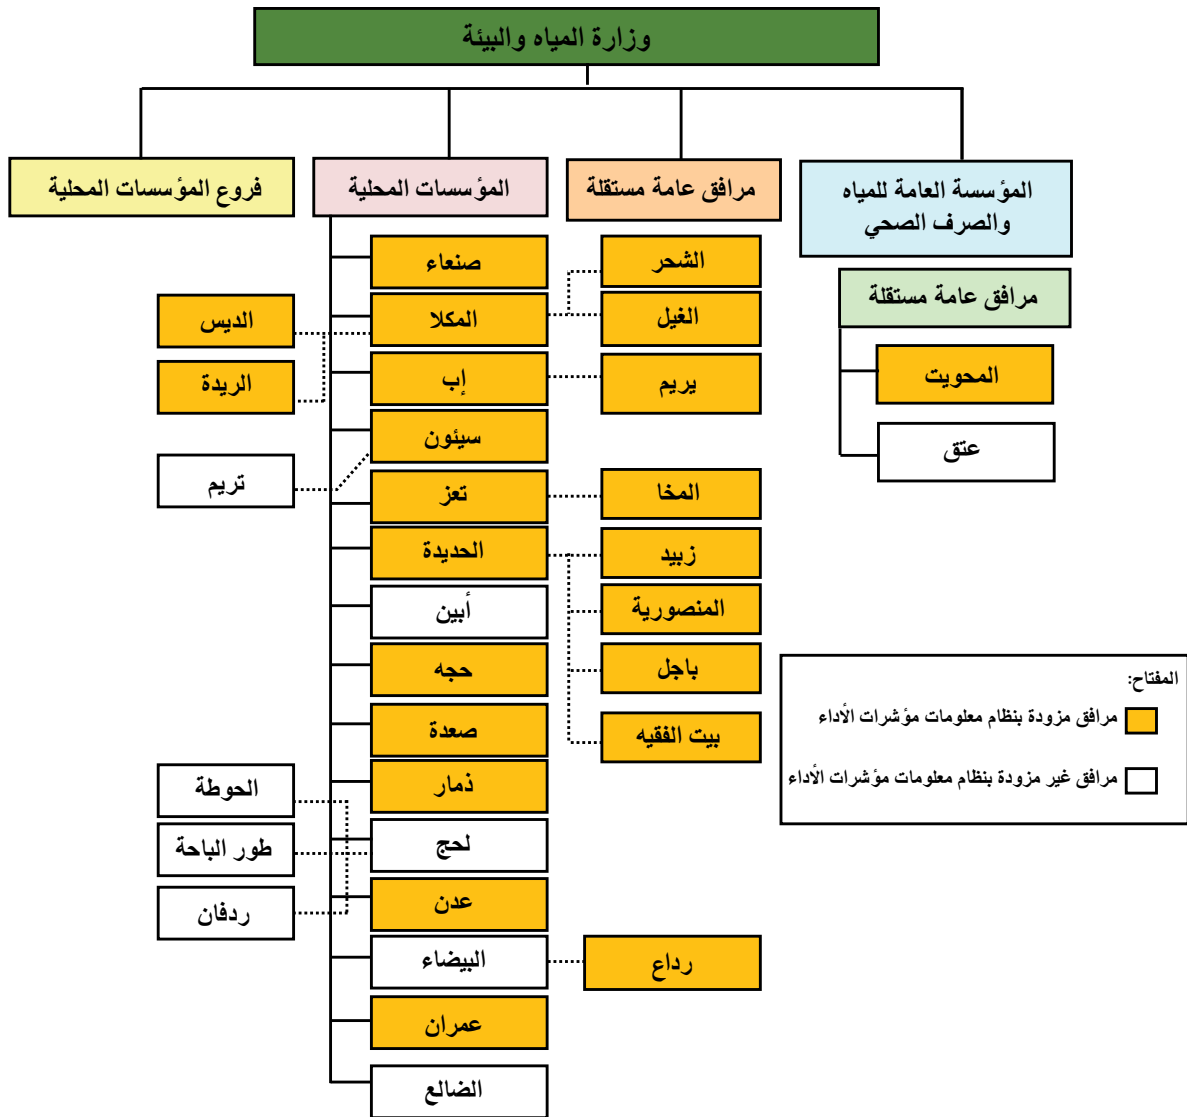 وزارة المياه والبيئة
المؤسسة العامة للمياه
والصرف الصحي
مرافق عامة مستقلة
المحويت
عتق
مرافق عامة مستقلة
الشحر
الغيل
يريم
المخا
زبيد
المنصورية
باجل
بيت الفقيه
رداع
المؤسسات المحلية
صنعاء
المكلا
إب
سيئون
تعز
الحديدة
أبين
حجه
صعدة
ذمار
لحج
عدن
البيضاء
عمران
الضالع
فروع المؤسسات المحلية
الديس
الريدة
تريم
الحوطة
طور الباحة
ردفان
المفتاح:
مرافق مزودة بنظام معلومات مؤشرات الأداء
مرافق غير مزودة بنظام معلومات مؤشرات الأداء